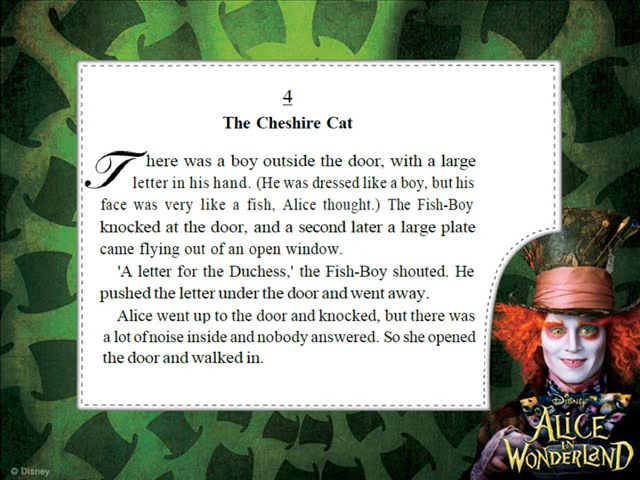 4
The Cheshire Cat
There was a boy outside the door, with a large
letter in his hand. (He was dressed like a boy, but his
face was very like a fish, Alice thought.) The Fish-Boy
knocked at the door, and a second later a large plate
came flying out of an open window.
'A letter for the Duchess,' the Fish-Boy shouted. He
pushed the letter under the door and went away.
Alice went up to the door and knocked, but there was
a lot of noise inside and nobody answered. So she opened
the door and walked in.
DISNEY
ALICE
IN
WONDERLAND
© Disney